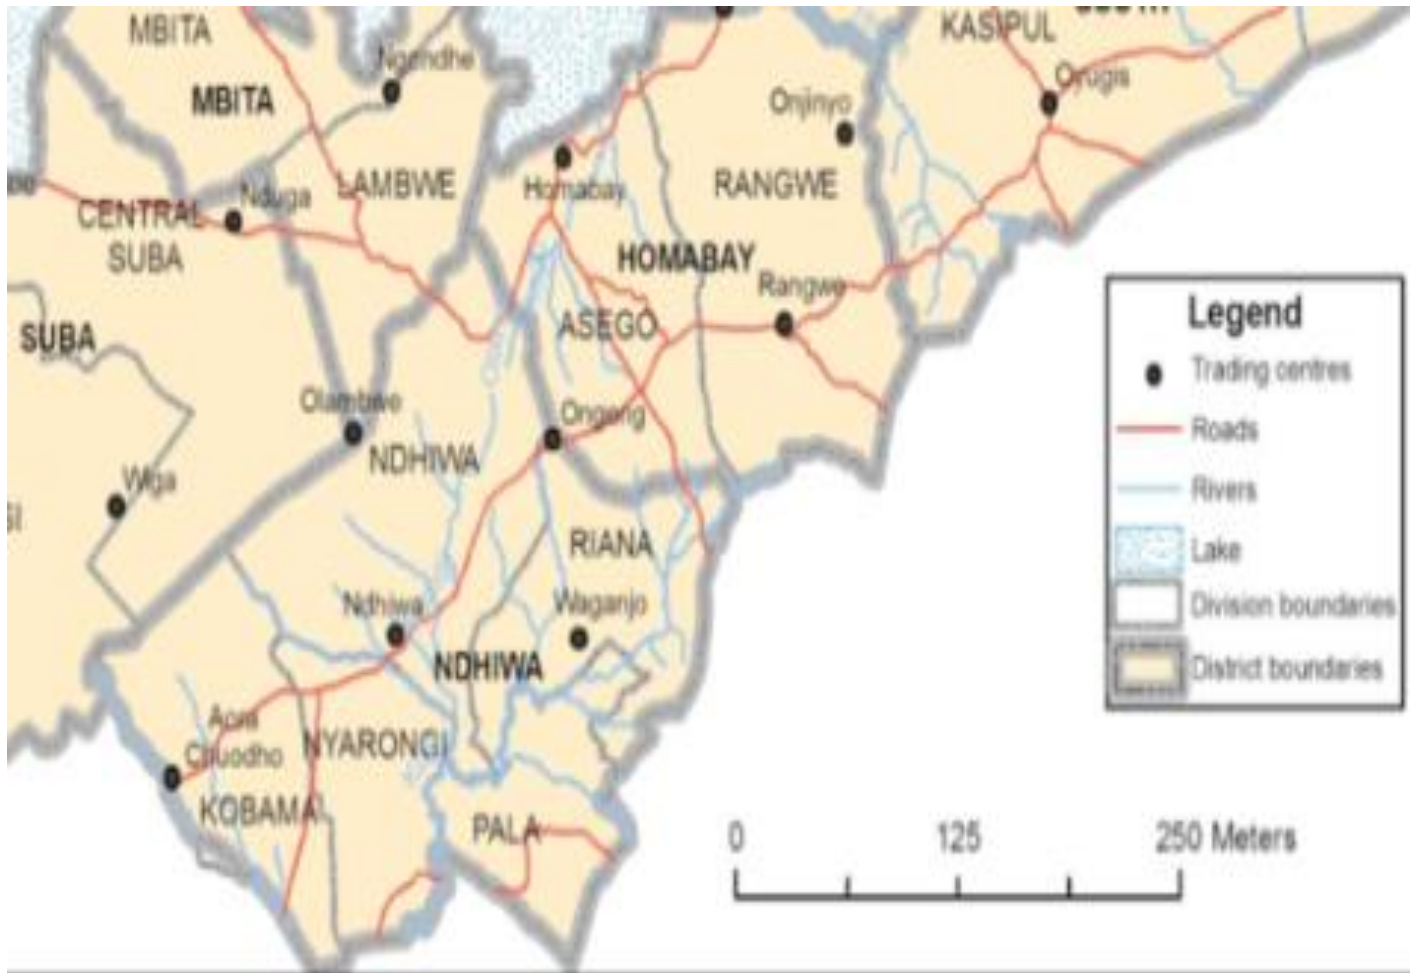 MBITA
KASIPUL
Ngondhe
MBITA
Oyugis
Onjinyo
LAMBWE
Homabay
RANGWE
Nduga
CENTRAL
SUBA
HOMABAY
Rangwe
SUBA
ASEGO
Olambwe
Ongeng
NDHIWA
Wiga
RIANA
Ndhiwa
Waganjo
NDHIWA
NYARONGI
Chuodho
KOBAMA
PALA
Legend
Trading centres
Roads
Rivers
Lake
Division boundaries
District boundaries
0 125 250 Meters